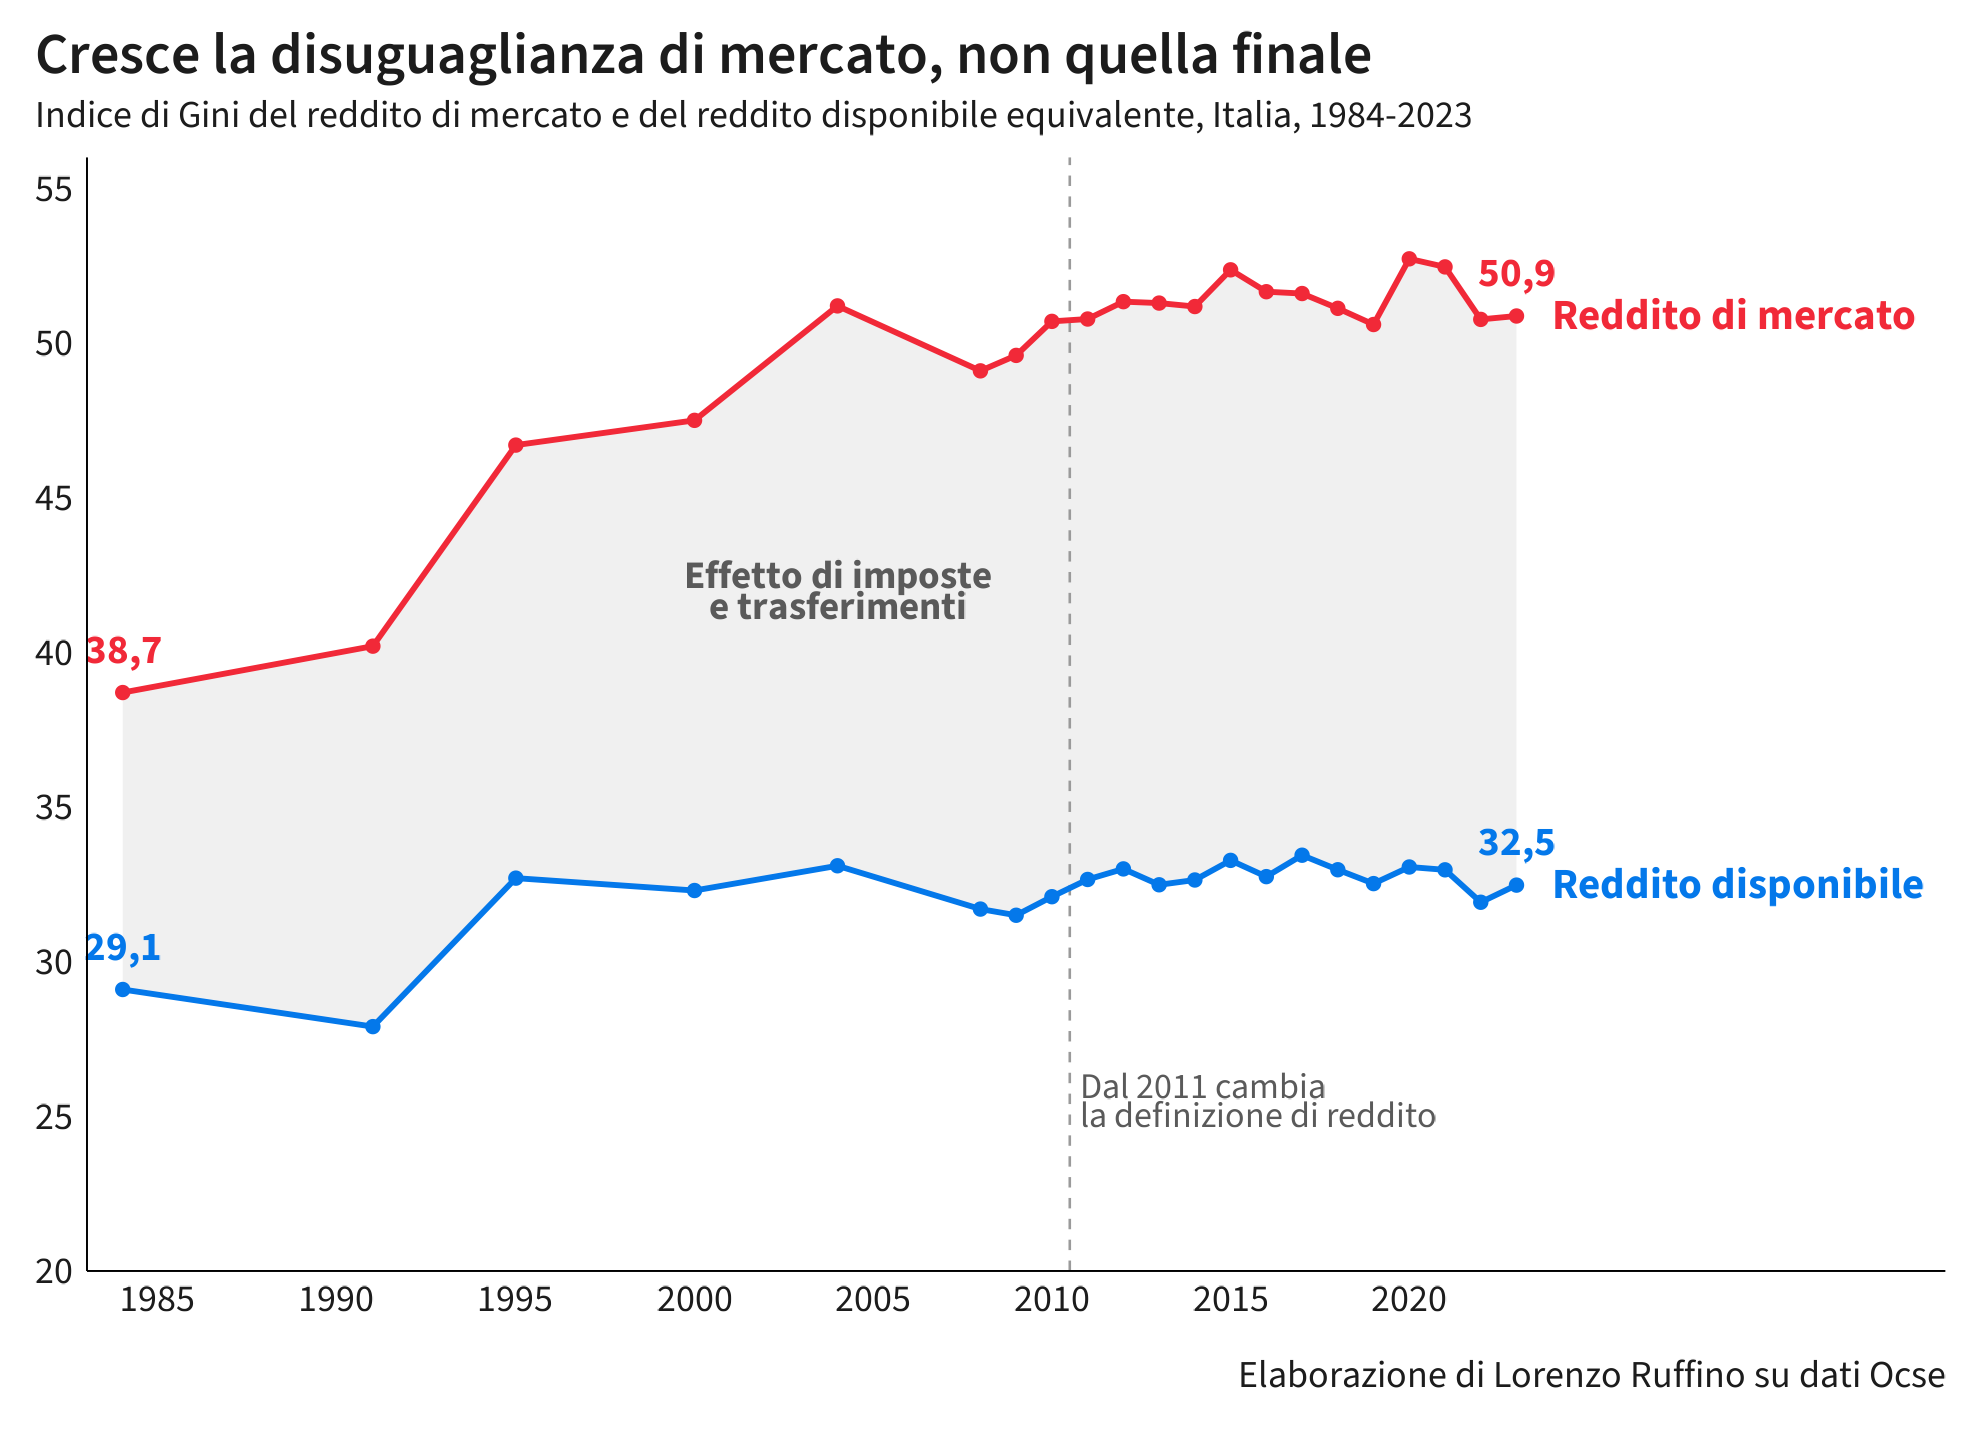 Cresce la disuguaglianza di mercato, non quella finale
Indice di Gini del reddito di mercato e del reddito disponibile equivalente, Italia, 1984-2023
55
50
45
40
35
30
25
20
50,9
Reddito di mercato
Effetto di imposte
e trasferimenti
38,7
32,5
Reddito disponibile
29,1
Dal 2011 cambia
la definizione di reddito
1985 1990 1995 2000 2005 2010 2015 2020
Elaborazione di Lorenzo Ruffino su dati Ocse